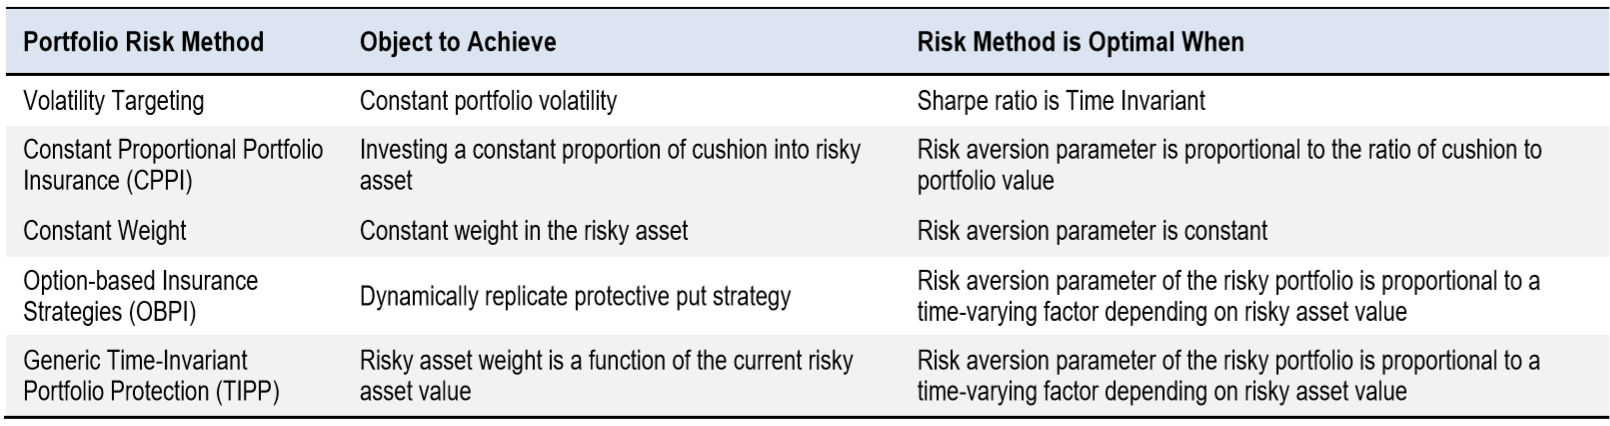 Portfolio Risk Method Object to Achieve Risk Method is Optimal When
Volatility Targeting Constant portfolio volatility Sharpe ratio is Time Invariant
Constant Proportional Portfolio Investing a constant proportion of cushion into risky Risk aversion parameter is proportional to the ratio of cushion to
Insurance (CPPI) asset portfolio value
Constant Weight Constant weight in the risky asset Risk aversion parameter is constant
Option-based Insurance Risk aversion parameter of the risky portfolio is proportional to a
Dynamically replicate protective put strategy
Strategies (OBPI) time-varying factor depending on risky asset value
Generic Time-Invariant Risky asset weight is a function of the current risky Risk aversion parameter of the risky portfolio is proportional to a
Portfolio Protection (TIPP) asset value time-varying factor depending on risky asset value